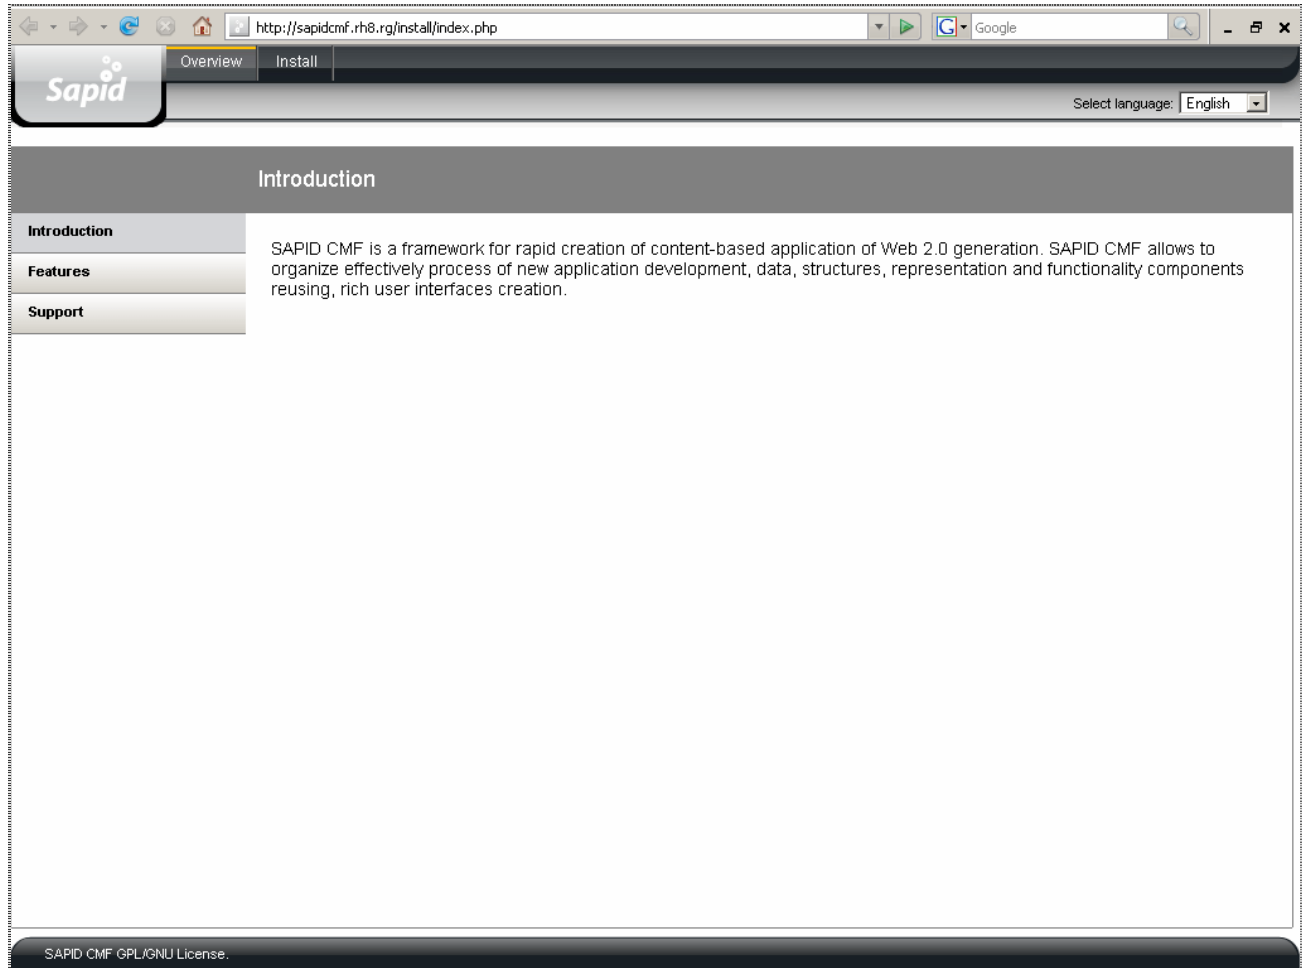 http://sapidcmf.rh8.rg/install/index.php
G Google
Sapid
Overview Install
Select language: English
Introduction
Introduction
Features
Support
SAPID CMF is a framework for rapid creation of content-based application of Web 2.0 generation. SAPID CMF allows to
organize effectively process of new application development, data, structures, representation and functionality components
reusing, rich user interfaces creation.
SAPID CMF GPL/GNU License.